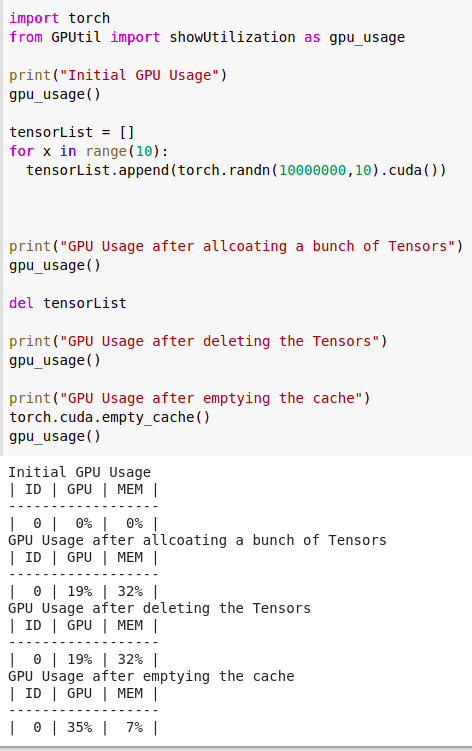 import torch
from GPUtil import showUtilization as gpu_usage
print("Initial GPU Usage")
gpu_usage()
tensorList = []
for x in range(10):
  tensorList.append(torch.randn(10000000,10).cuda())
print("GPU Usage after allcoating a bunch of Tensors")
gpu_usage()
del tensorList
print("GPU Usage after deleting the Tensors")
gpu_usage()
print("GPU Usage after emptying the cache")
torch.cuda.empty_cache()
gpu_usage()
Initial GPU Usage
| ID | GPU | MEM |
------------------
|  0 |  0% |  0% |
GPU Usage after allcoating a bunch of Tensors
| ID | GPU | MEM |
------------------
|  0 | 19% | 32% |
GPU Usage after deleting the Tensors
| ID | GPU | MEM |
------------------
|  0 | 19% | 32% |
GPU Usage after emptying the cache
| ID | GPU | MEM |
------------------
|  0 | 35% |  7% |